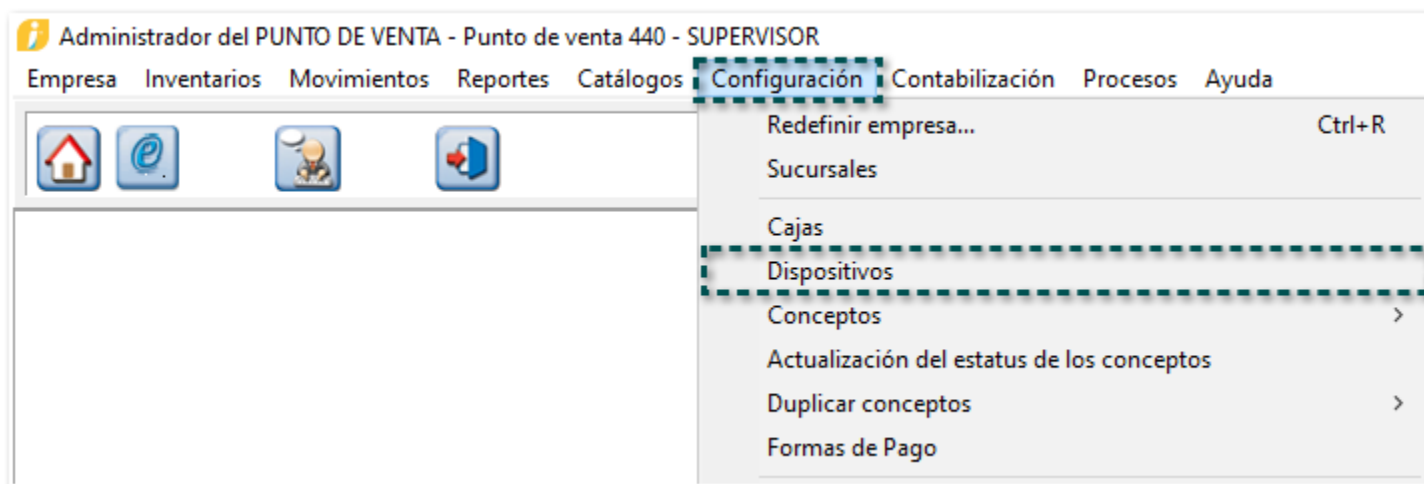 Administrador del PUNTO DE VENTA - Punto de venta 440 - SUPERVISOR
Empresa Inventarios Movimientos Reportes Catálogos Configuración Contabilización Procesos Ayuda
Redefinir empresa... Ctrl+R
Sucursales
Cajas
Dispositivos
Conceptos
Actualización del estatus de los conceptos
Duplicar conceptos
Formas de Pago